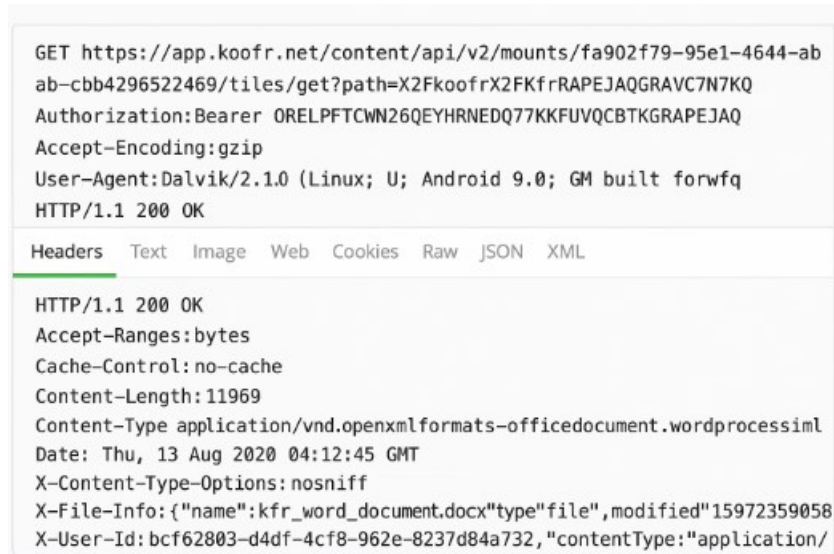 GET https://app.koofr.net/content/api/v2/mounts/fa902f79-95e1-4644-ab
ab-cbb4296522469/tiles/get?path=X2FkoofrX2FKfrRAPEJAQGRAVC7N7KQ
Authorization:Bearer ORELPFTCWN26QEYHRNEDQ77KKFUVQCBTKGRAPEJAQ
Accept-Encoding:gzip
User-Agent:Dalvik/2.1.0 (Linux; U; Android 9.0; GM built forwfq
HTTP/1.1 200 OK
Headers Text Image Web Cookies Raw JSON XML
HTTP/1.1 200 OK
Accept-Ranges:bytes
Cache-Control:no-cache
Content-Length:11969
Content-Type application/vnd.openxmlformats-officedocument.wordprocessiml
Date: Thu, 13 Aug 2020 04:12:45 GMT
X-Content-Type-Options:nosniff
X-File-Info:{"name":kfr_word_document.docx"type"file",modified"15972359058
X-User-Id:bcf62803-d4df-4cf8-962e-8237d84a732,"contentType:"application/